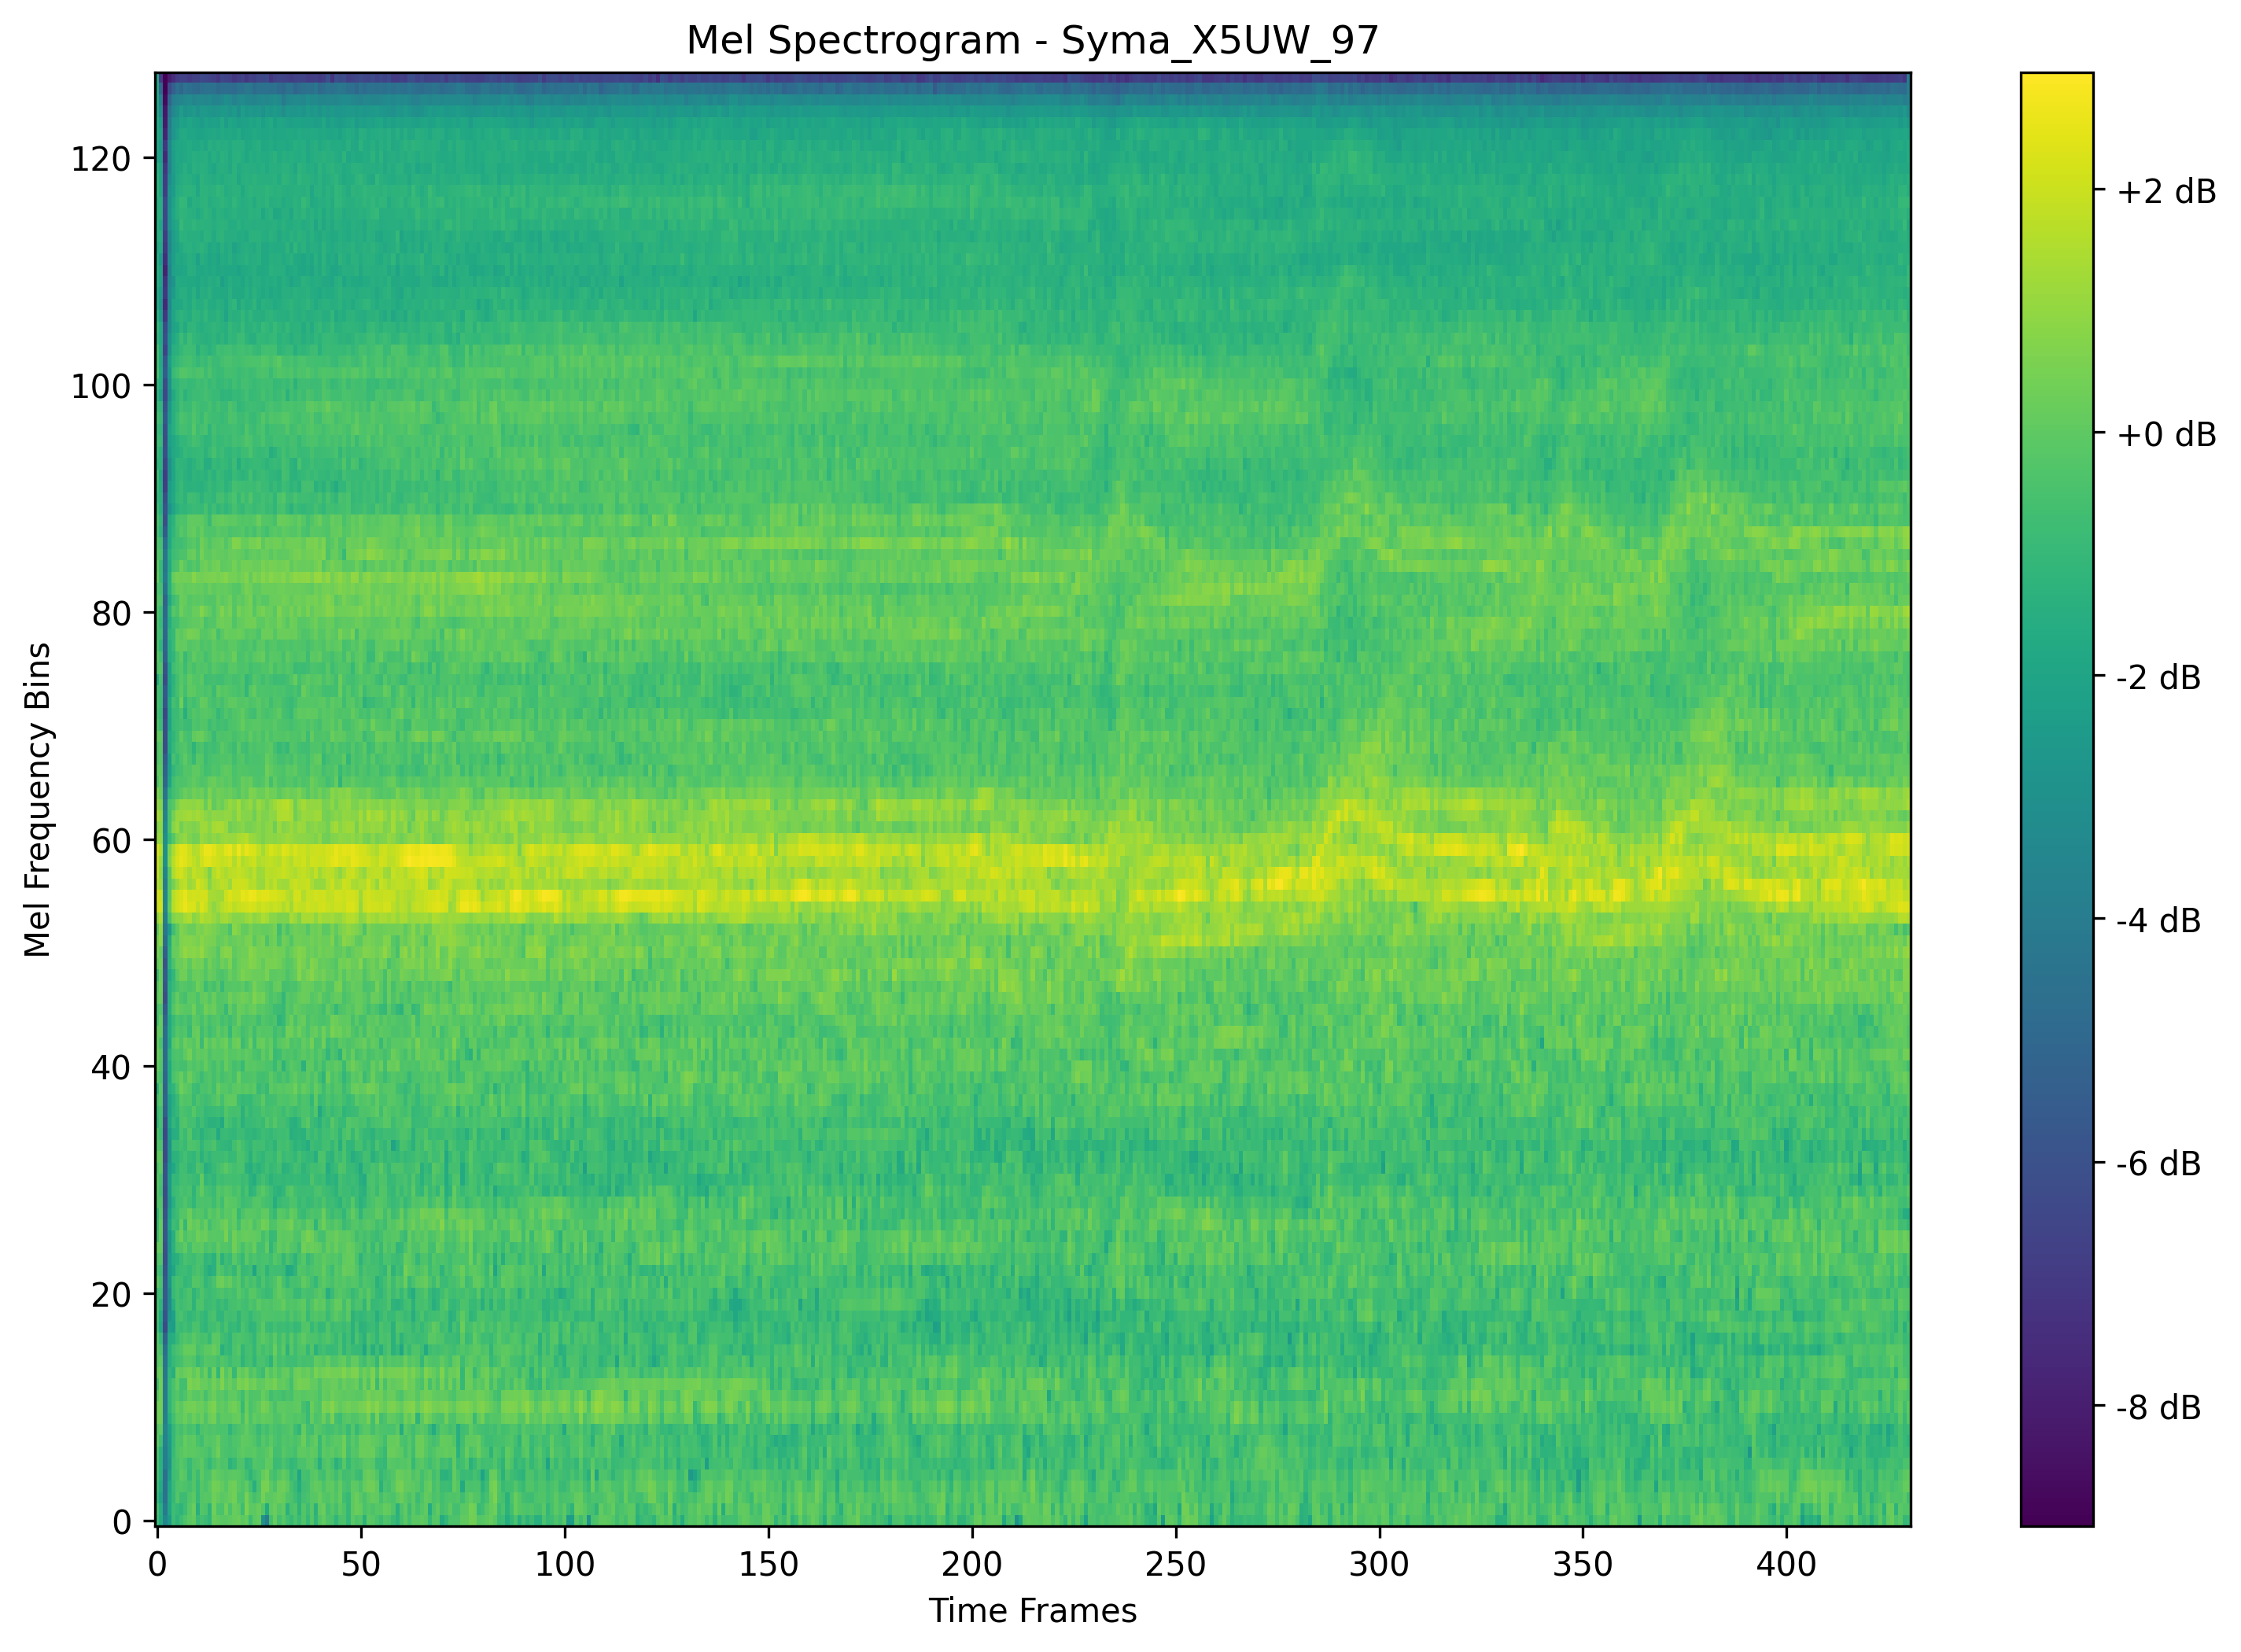 Mel Spectrogram - Syma_X5UW_97
Mel Frequency Bins
120
100
80
60
40
20
0
0 50 100 150 200 250 300 350 400
Time Frames
+2 dB
+0 dB
-2 dB
-4 dB
-6 dB
-8 dB